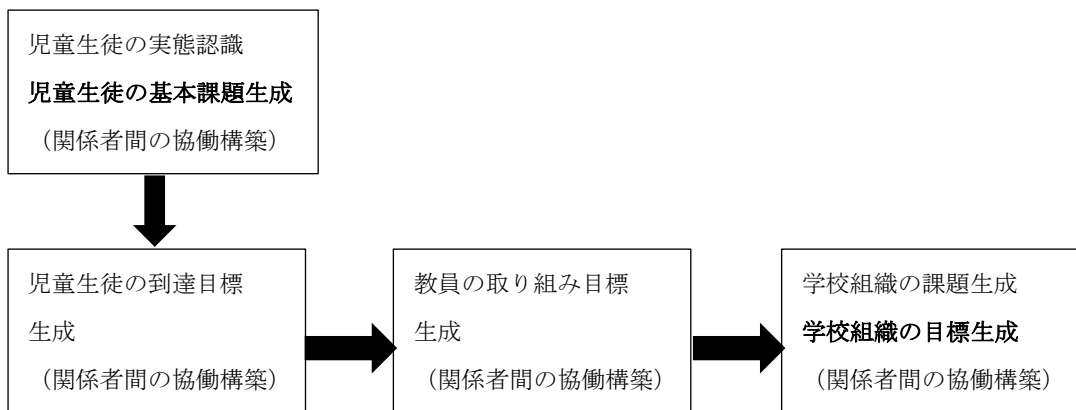 児童生徒の実態認識
児童生徒の基本課題生成
（関係者間の協働構築）
児童生徒の到達目標
生成
（関係者間の協働構築）
教員の取り組み目標
生成
（関係者間の協働構築）
学校組織の課題生成
学校組織の目標生成
（関係者間の協働構築）